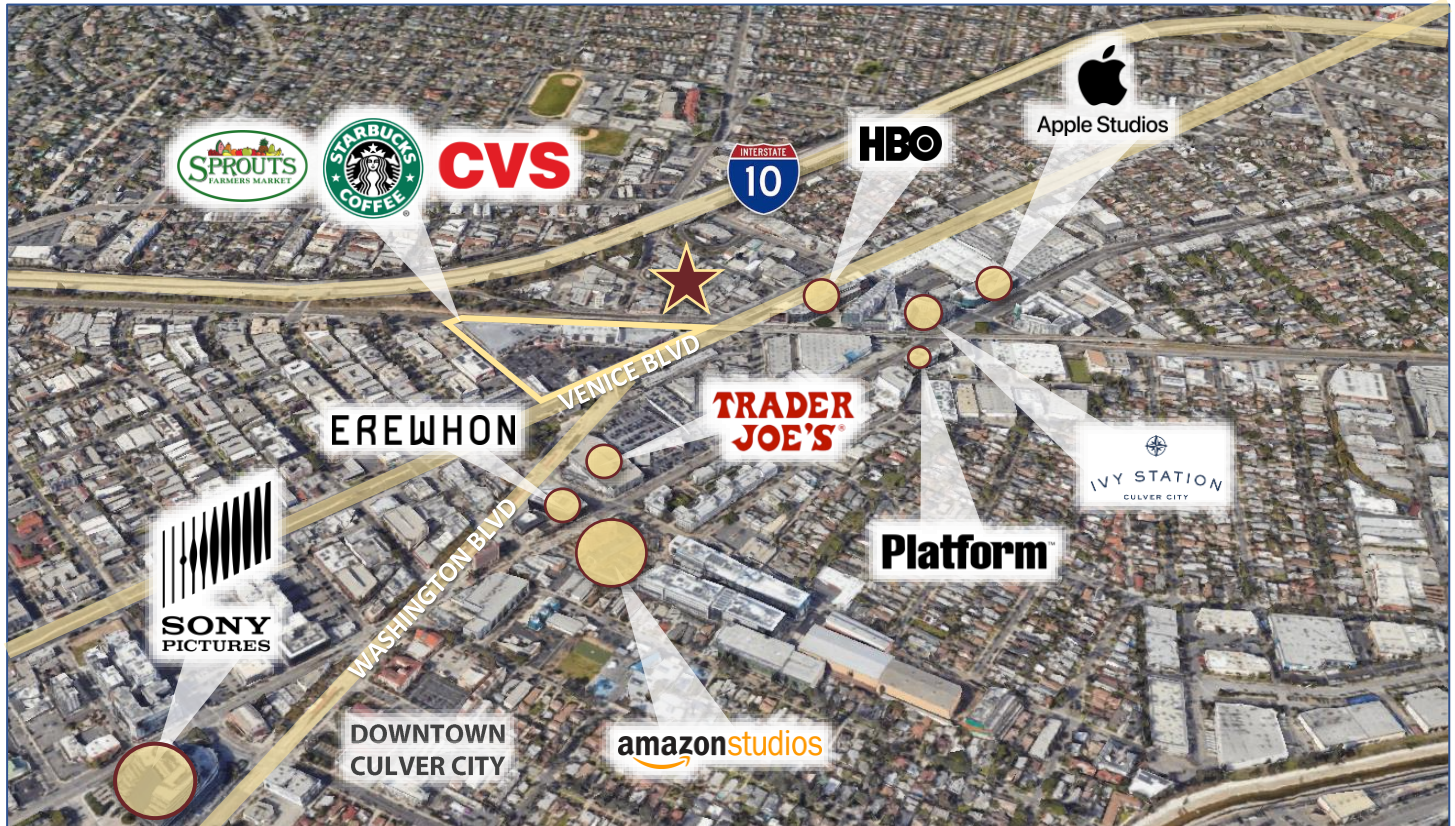 Apple Studios
HBO
INTERSTATE
10
SPROUTS
FARMERS MARKET
STARBUCKS
COFFEE
®
CVS
VENICE BLVD
TRADER
JOE'S®
EREWHON
IVY STATION
CULVER CITY
Platform™
SONY
PICTURES
WASHINGTON BLVD
DOWNTOWN
CULVER CITY
amazonstudios